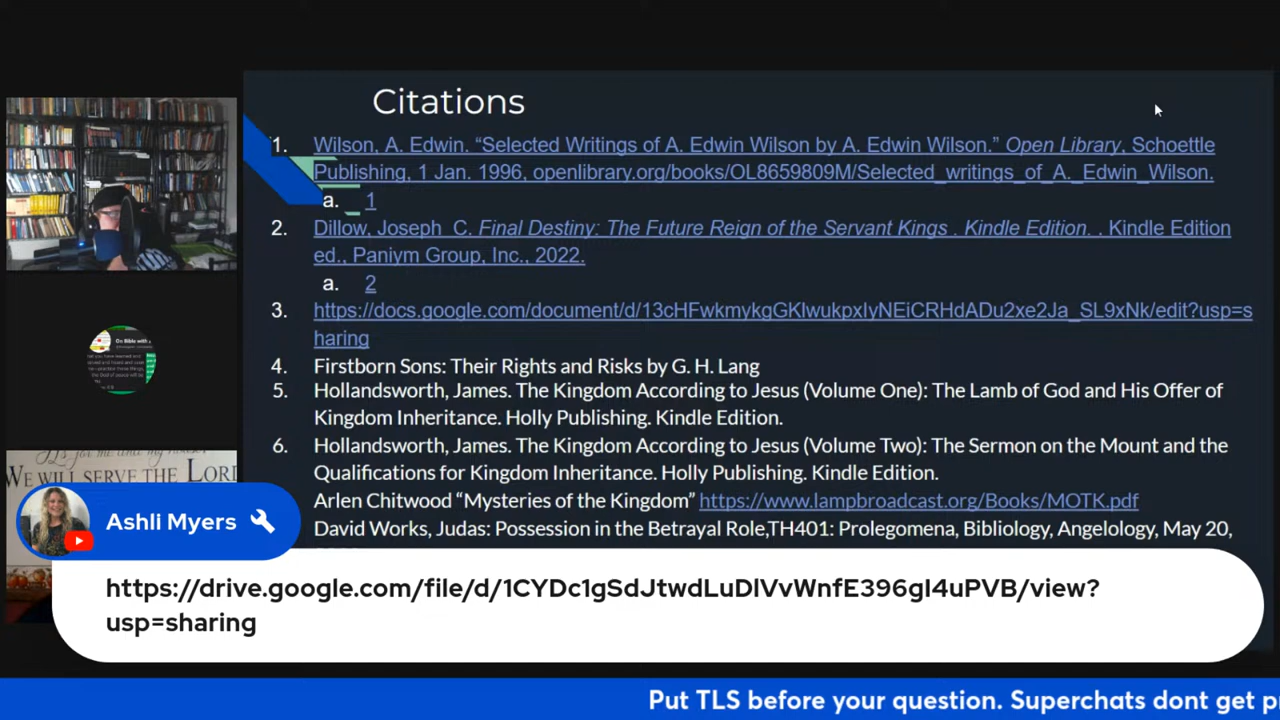 Citations
1. Wilson, A. Edwin. “Selected Writings of A. Edwin Wilson by A. Edwin Wilson.” Open Library, Schoettle
Publishing, 1 Jan. 1996, openlibrary.org/books/OL8659809M/Selected_writings_of_A._Edwin_Wilson.
a. 1
2. Dillow, Joseph C. Final Destiny: The Future Reign of the Servant Kings . Kindle Edition. . Kindle Edition
ed., Paniym Group, Inc., 2022.
a. 2
3. https://docs.google.com/document/d/13cHFwkmykgGKlwukpxIyNEiCRHdADu2xe2Ja_SL9xNk/edit?usp=s
haring
4. Firstborn Sons: Their Rights and Risks by G. H. Lang
5. Hollandsworth, James. The Kingdom According to Jesus (Volume One): The Lamb of God and His Offer of
Kingdom Inheritance. Holly Publishing. Kindle Edition.
6. Hollandsworth, James. The Kingdom According to Jesus (Volume Two): The Sermon on the Mount and the
Qualifications for Kingdom Inheritance. Holly Publishing. Kindle Edition.
Arlen Chitwood “Mysteries of the Kingdom” https://www.lampbroadcast.org/Books/MOTK.pdf
David Works, Judas: Possession in the Betrayal Role,TH401: Prolegomena, Bibliology, Angelology, May 20,
On Bible with
WE WILL SERVE THE LORD
Ashli Myers
https://drive.google.com/file/d/1CYDc1gSdJtwdLuDlVvWnfE396gI4uPVB/view?
usp=sharing
Put TLS before your question. Superchats dont get p